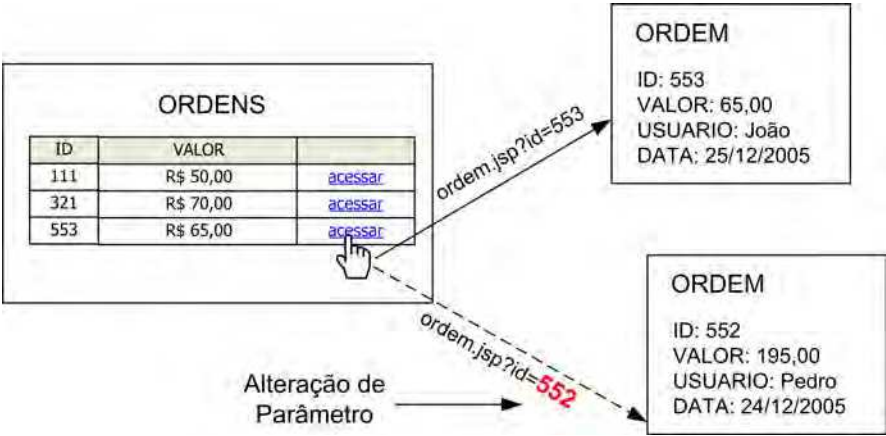 ORDENS
ID VALOR
111 R$ 50,00 acessar
321 R$ 70,00 acessar
553 R$ 65,00 acessar
ordem.jsp?id=553
ORDEM
ID: 553
VALOR: 65,00
USUARIO: João
DATA: 25/12/2005
ordem.jsp?id=552
Alteração de
Parâmetro
ORDEM
ID: 552
VALOR: 195,00
USUARIO: Pedro
DATA: 24/12/2005